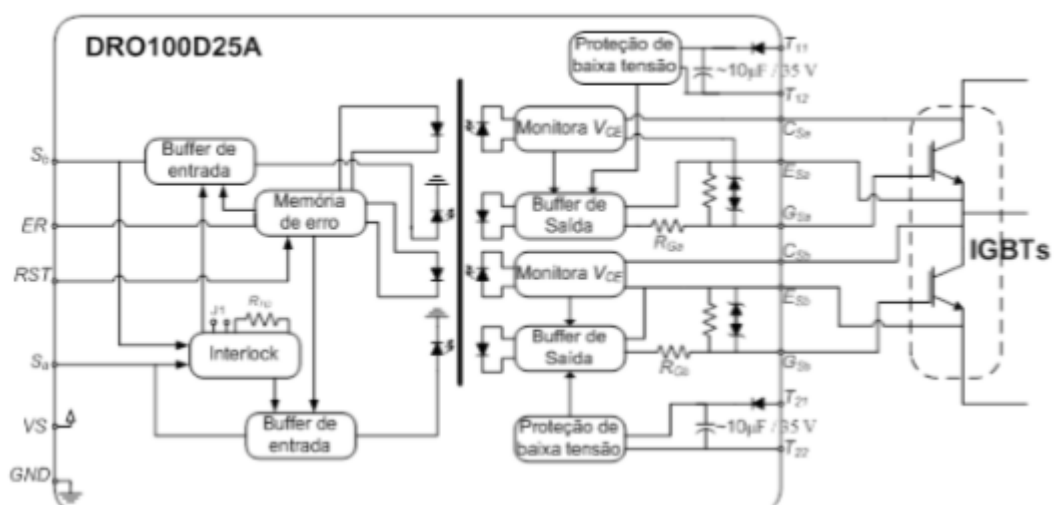 DRO100D25A
Proteção de
baixa tensão
~10µF / 35 V
T11
T12
Monitora VCE
CSa
Sb
Buffer de
entrada
Memória
de erro
ESa
Buffer de
Saída
RGa
GSa
ER
RST
CSb
Monitora VCE
IGBTs
ESb
J1
Interlock
Buffer de
Saída
RGb
GSb
Sa
T21
VS
Buffer de
entrada
Proteção de
baixa tensão
~10µF / 35 V
T22
GND